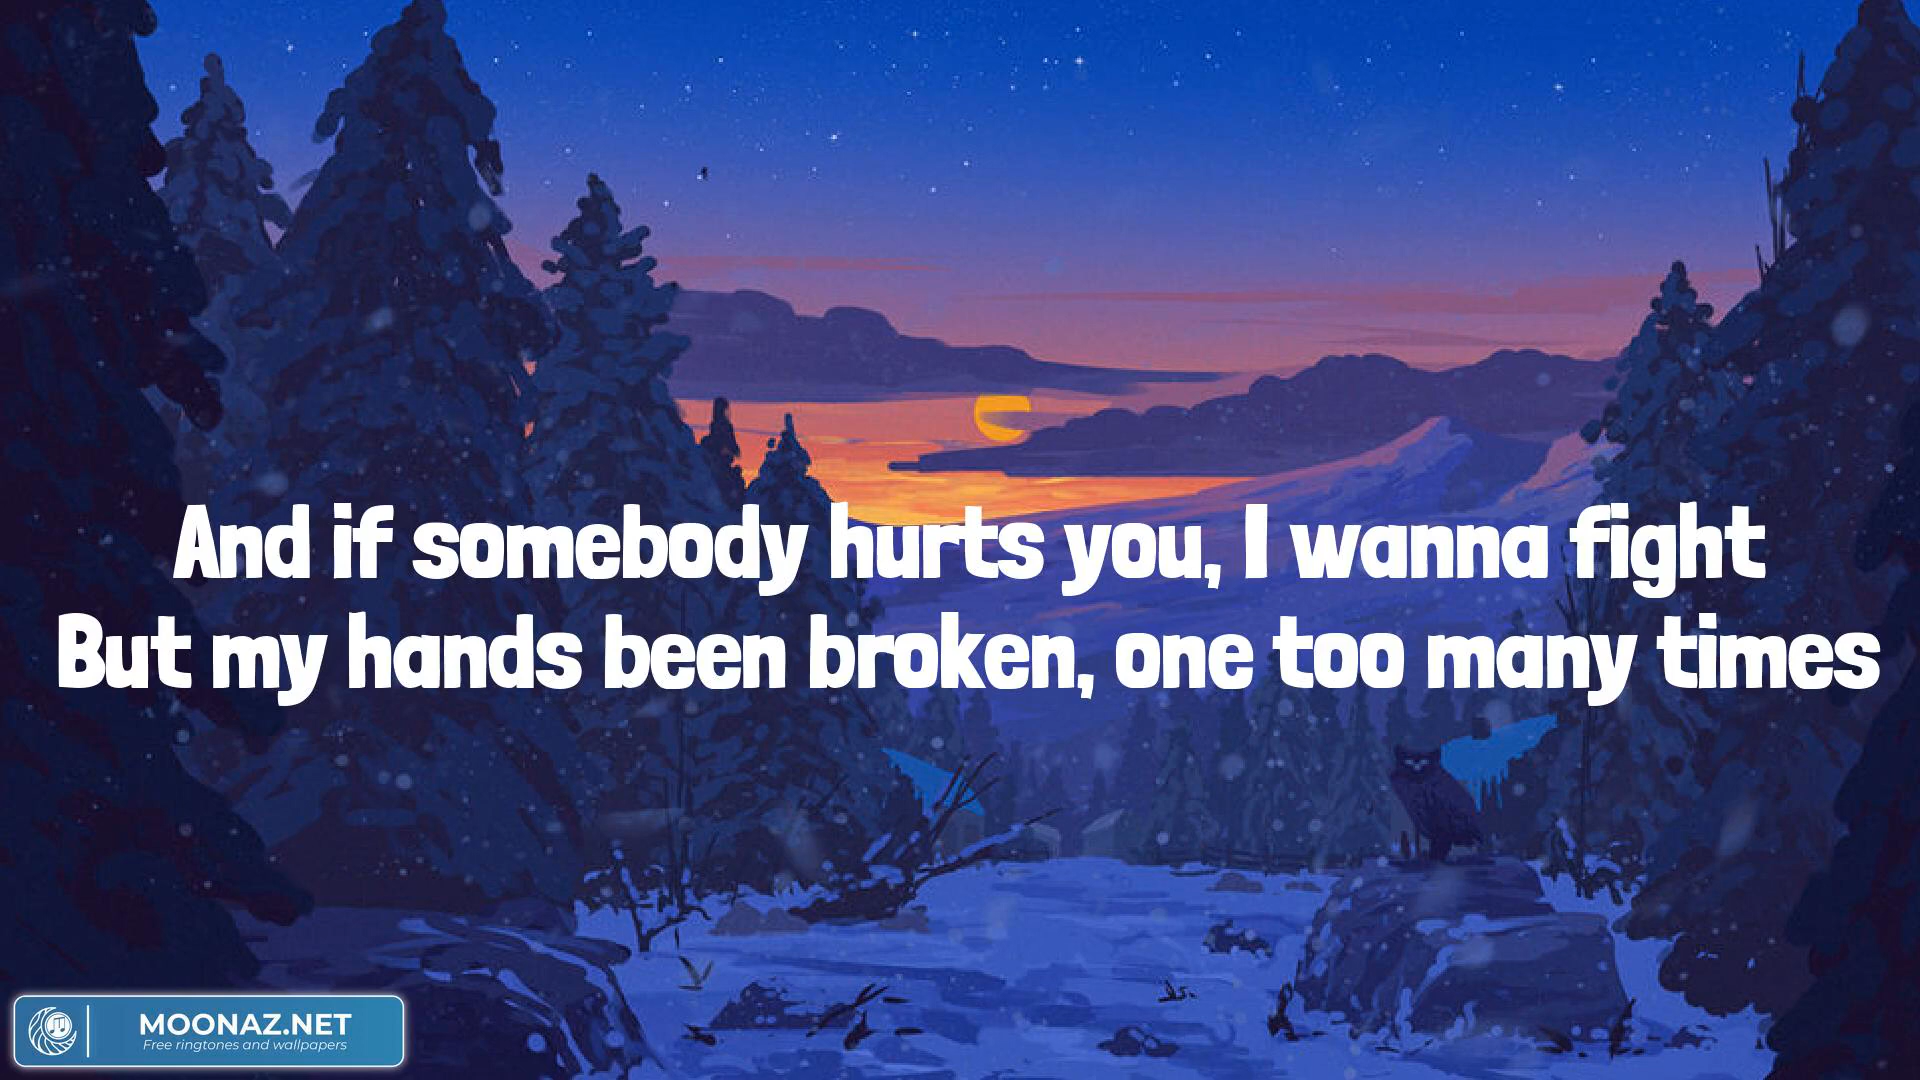 And if somebody hurts you, I wanna fight
But my hands been broken, one too many times
MOONAZ.NET
Free ringtones and wallpapers